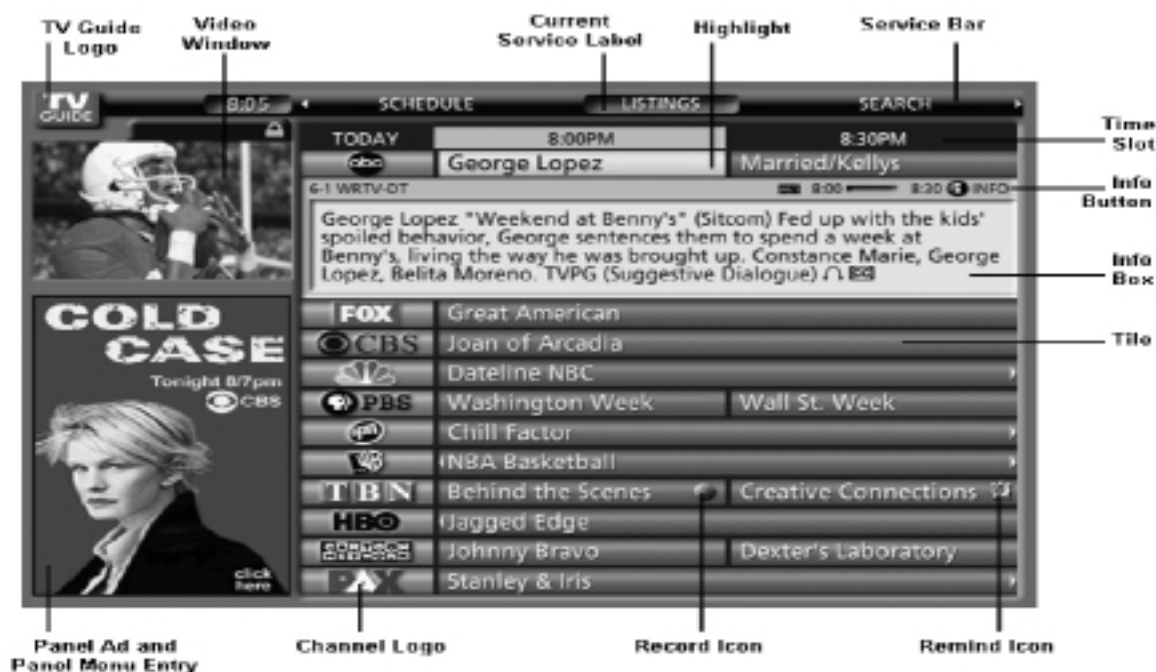 TV Guide
Logo
Video
Window
Current
Service Label
Highlight
Service Bar
TV
GUIDE
8:05
SCHEDULE
LISTINGS
SEARCH
Time
Slot
TODAY
8:00PM
8:30PM
abc
George Lopez
Married/Kellys
6-1 WRTV-DT
8:00
8:30
INFO
Info
Button
George Lopez "Weekend at Benny's" (Sitcom) Fed up with the kids'
spoiled behavior, George sentences them to spend a week at
Benny's, living the way he was brought up. Constance Marie, George
Lopez, Belita Moreno. TVPG (Suggestive Dialogue)
Info
Box
COLD
CASE
Tonight 8/7pm
CBS
click
here
FOX
Great American
CBS
Joan of Arcadia
Tile
Dateline NBC
PBS
Washington Week
Wall St. Week
Chill Factor
NBA Basketball
TBN
Behind the Scenes
Creative Connections
HBO
Jagged Edge
Johnny Bravo
Dexter's Laboratory
PAX
Stanley & Iris
Panel Ad and
Panel Menu Entry
Channel Logo
Record Icon
Remind Icon